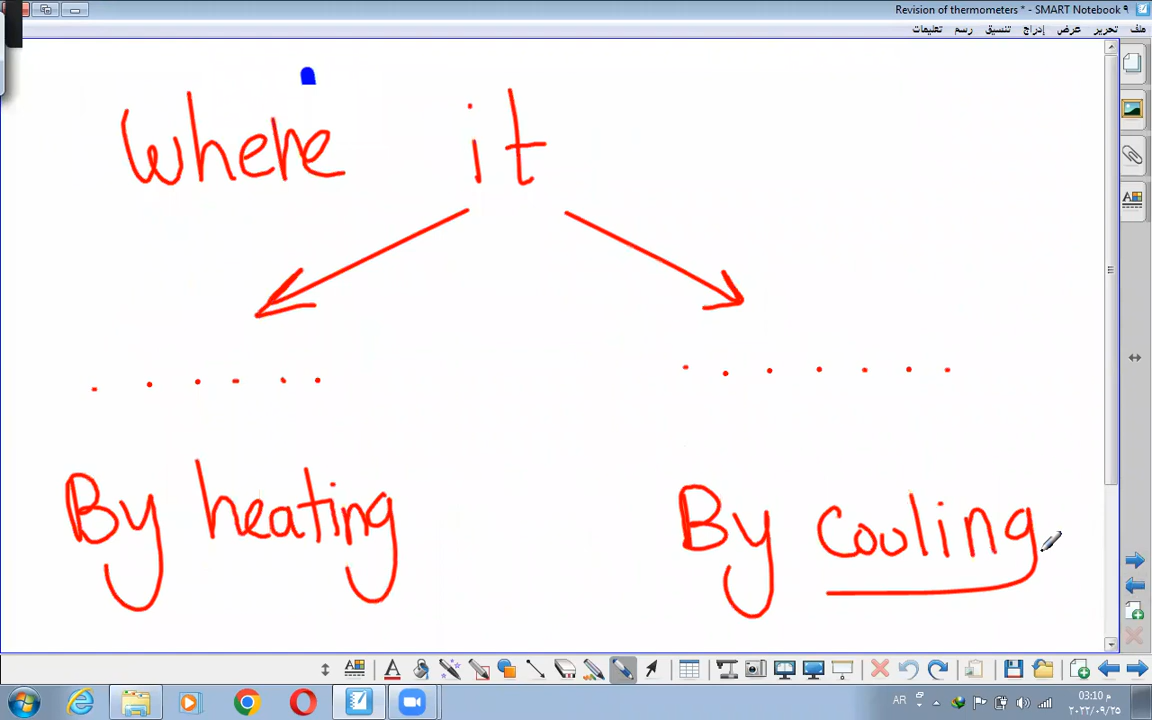 Revision of thermometers * - SMART Notebook ٩
ملف تحرير عرض إدراج تنسيق رسم تعليمات
where it
. . . . . . . . . . . . .
By heating By cooling
AR
03:10 م
٢٠٢٢/٠٩/٢٥